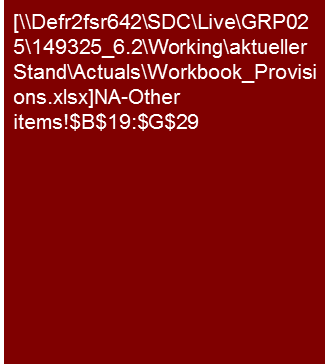 [\\Defr2fsr642\SDC\Live\GRP02
5\149325_6.2\Working\aktueller
Stand\Actuals\Workbook_Provisi
ons.xlsx]NA-Other
items!$B$19:$G$29